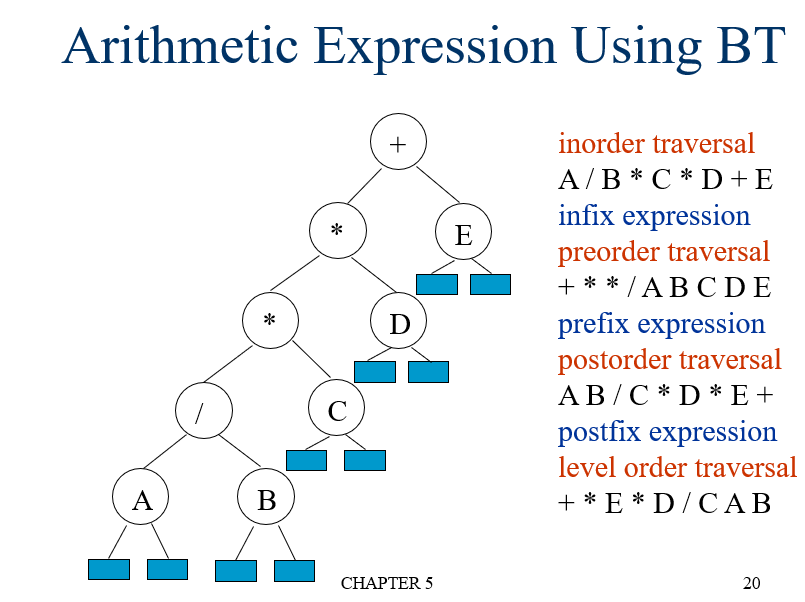 Arithmetic Expression Using BT
+
*
E
*
D
/
C
A
B
inorder traversal
A / B * C * D + E
infix expression
preorder traversal
+ * * / A B C D E
prefix expression
postorder traversal
A B / C * D * E +
postfix expression
level order traversal
+ * E * D / C A B
CHAPTER 5
20